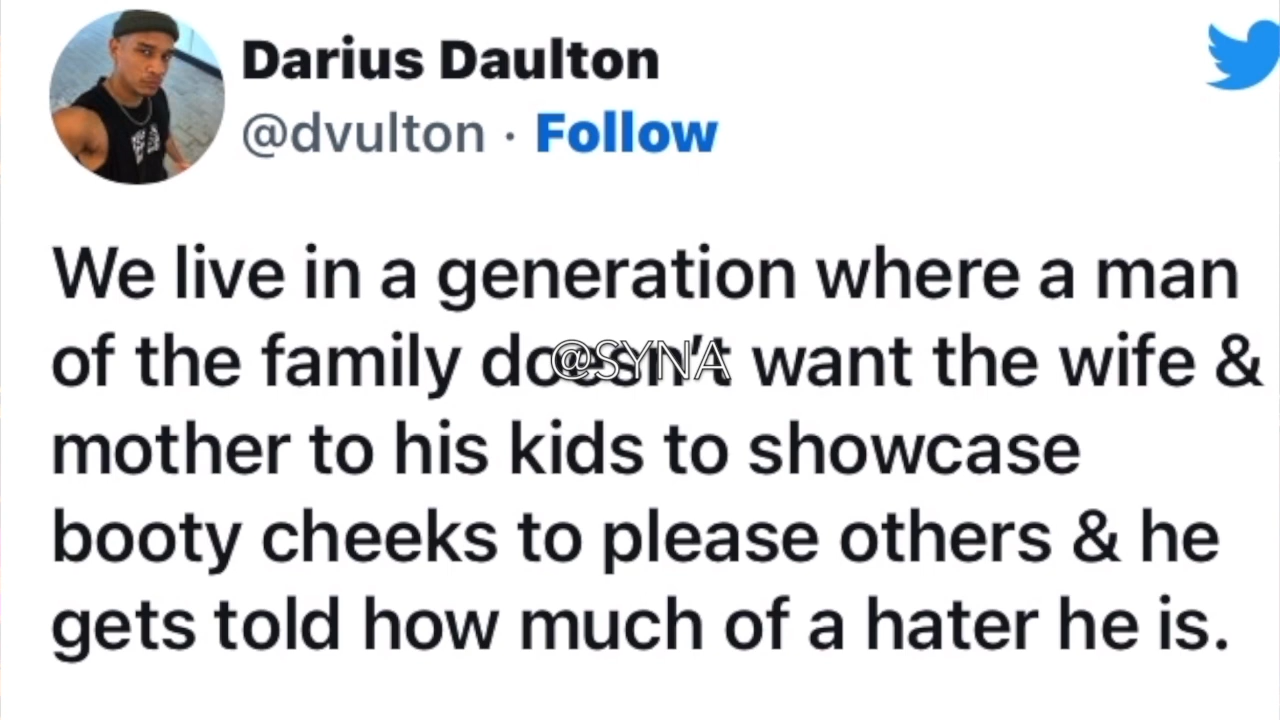 Darius Daulton
@dvulton · Follow
We live in a generation where a man
of the family doesn't want the wife &
@SYNA
mother to his kids to showcase
booty cheeks to please others & he
gets told how much of a hater he is.